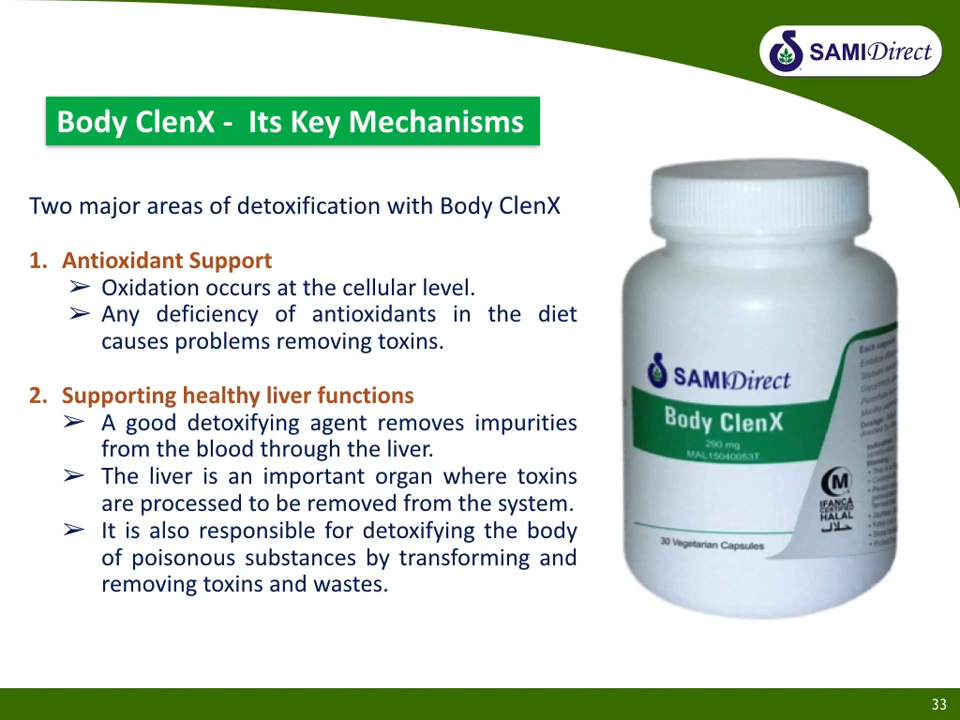 SAMIDirect
Body ClenX - Its Key Mechanisms
Two major areas of detoxification with Body ClenX
1. Antioxidant Support
➢ Oxidation occurs at the cellular level.
➢ Any deficiency of antioxidants in the diet
causes problems removing toxins.
2. Supporting healthy liver functions
➢ A good detoxifying agent removes impurities
from the blood through the liver.
➢ The liver is an important organ where toxins
are processed to be removed from the system.
➢ It is also responsible for detoxifying the body
of poisonous substances by transforming and
removing toxins and wastes.
SAMIDirect
Body ClenX
290 mg
MAL15040053T
M
IFANCA
CERTIFIED
HALAL
حلال
30 Vegetarian Capsules
Each capsule
33